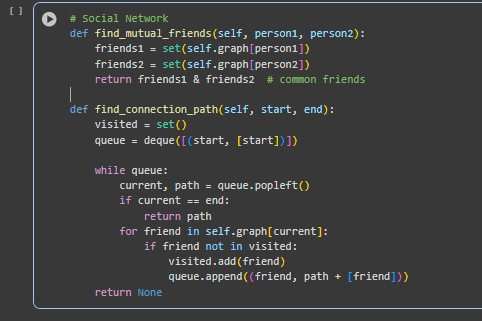 [ ]
# Social Network
def find_mutual_friends(self, person1, person2):
    friends1 = set(self.graph[person1])
    friends2 = set(self.graph[person2])
    return friends1 & friends2  # common friends

def find_connection_path(self, start, end):
    visited = set()
    queue = deque([(start, [start])])

    while queue:
        current, path = queue.popleft()
        if current == end:
            return path
        for friend in self.graph[current]:
            if friend not in visited:
                visited.add(friend)
                queue.append((friend, path + [friend]))
    return None